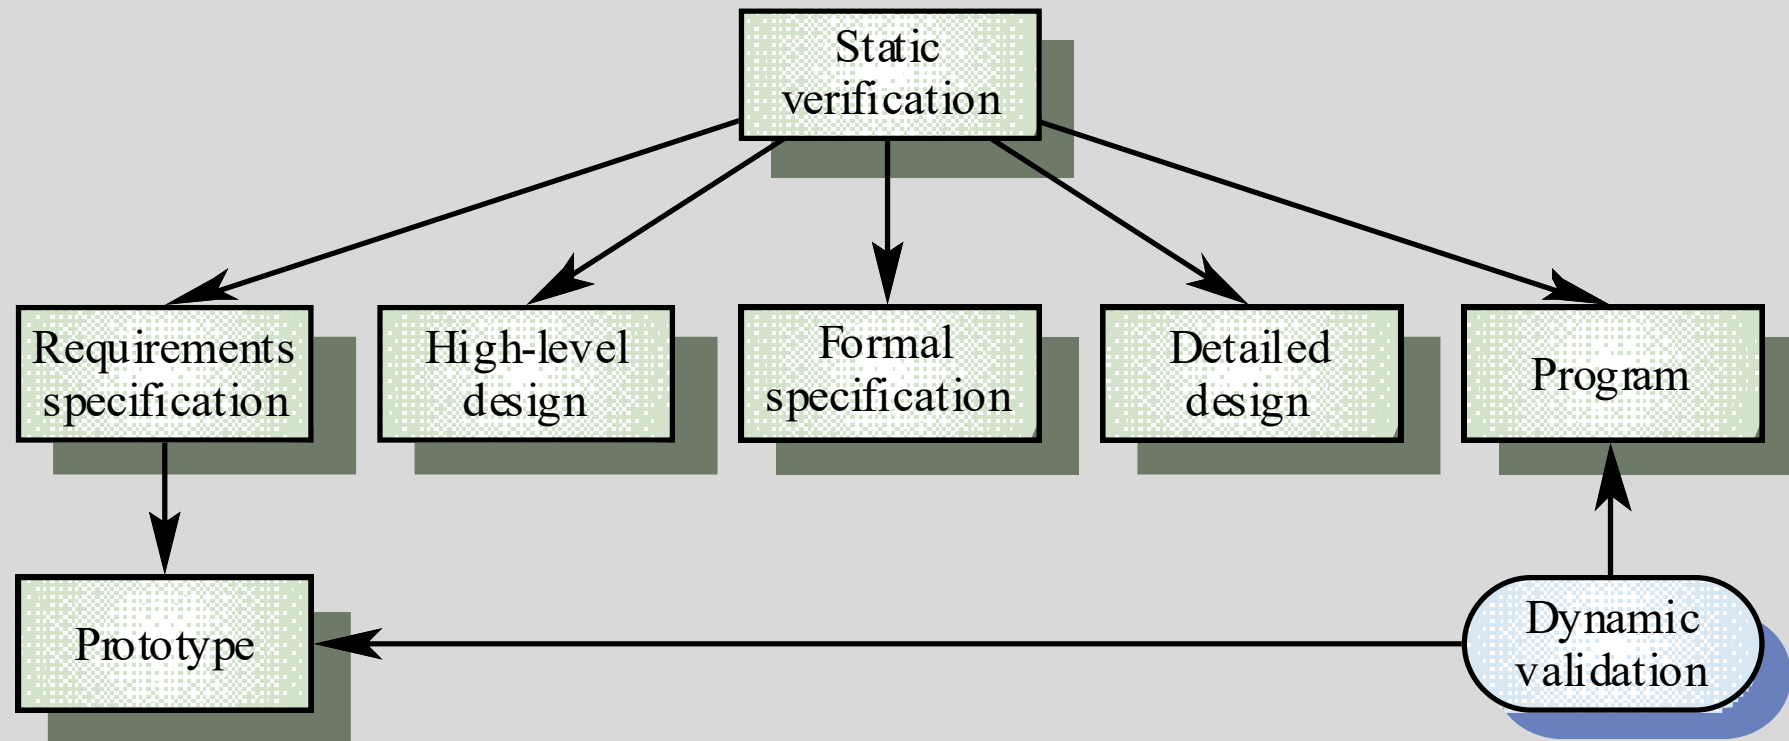 Static
verification
Requirements
specification
High-level
design
Formal
specification
Detailed
design
Program
Prototype
Dynamic
validation